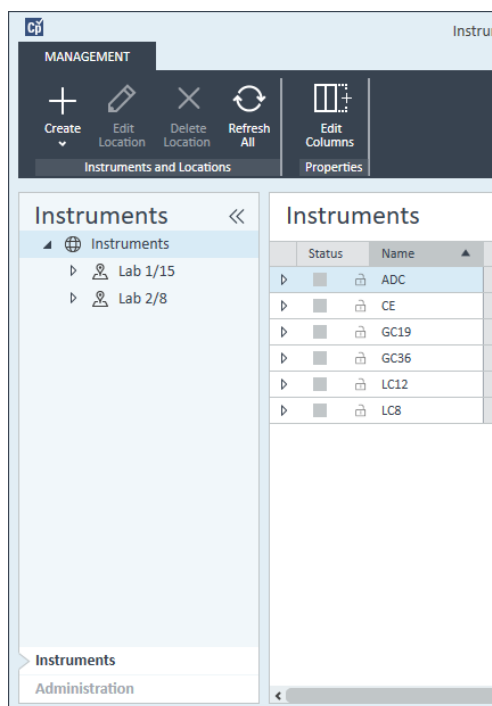 Instru
MANAGEMENT
Create
Edit Location
Delete Location
Refresh All
Edit Columns
Instruments and Locations
Properties
Instruments
Instruments
Lab 1/15
Lab 2/8
Instruments
Status Name
ADC
CE
GC19
GC36
LC12
LC8
Instruments
Administration